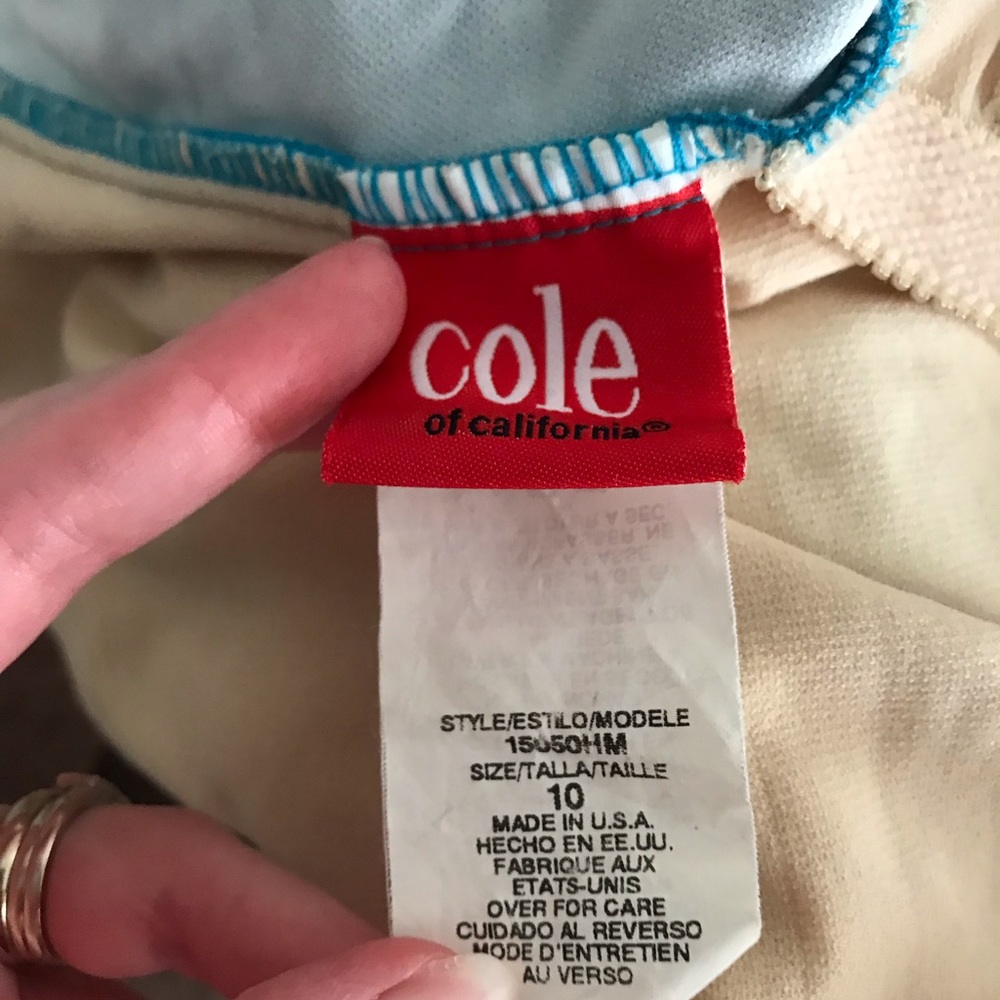 cole
of california®
STYLE/ESTILO/MODELE
15050HM
SIZE/TALLA/TAILLE
10
MADE IN U.S.A.
HECHO EN EE.UU.
FABRIQUE AUX
ETATS-UNIS
OVER FOR CARE
CUIDADO AL REVERSO
MODE D'ENTRETIEN
AU VERSO